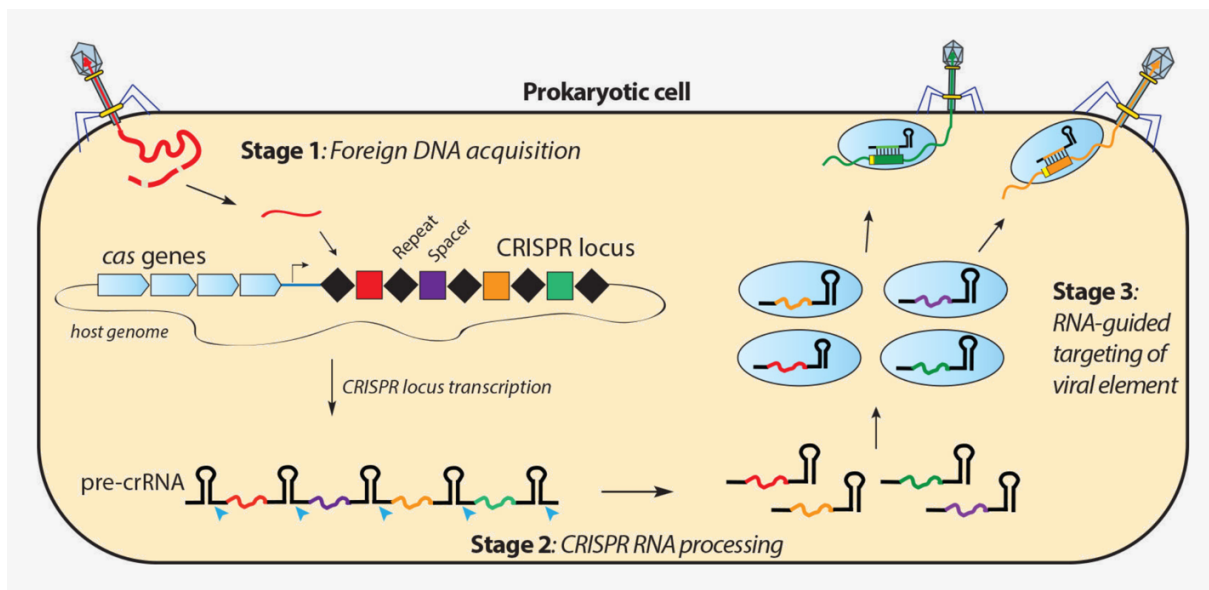 Prokaryotic cell
Stage 1: Foreign DNA acquisition
cas genes
Repeat
Spacer
CRISPR locus
host genome
CRISPR locus transcription
pre-crRNA
Stage 2: CRISPR RNA processing
Stage 3:
RNA-guided
targeting of
viral element